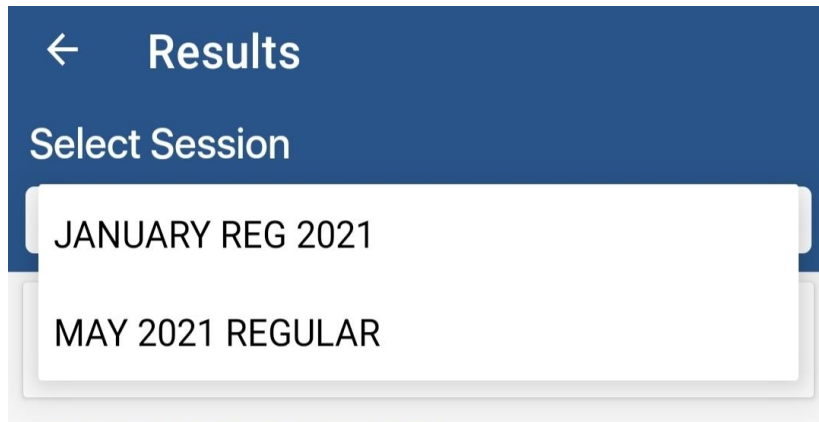 Results
Select Session
JANUARY REG 2021
MAY 2021 REGULAR